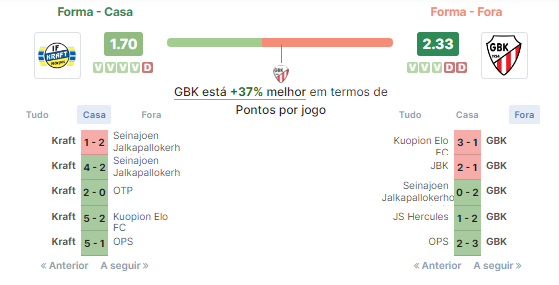 Forma - Casa
Forma - Fora
IF
KRAFT
Närpes
1.70
V V V V D
2.33
V V V D D
GBK
GBK
GBK está +37% melhor em termos de
Pontos por jogo
Tudo Casa Fora
Kraft 1 - 2 Seinajoen
Jalkapallokerh
Kraft 4 - 2 Seinajoen
Jalkapallokerh
Kraft 2 - 0 OTP
Kraft 5 - 2 Kuopion Elo
FC
Kraft 5 - 1 OPS
« Anterior A seguir »
Tudo Casa Fora
Kuopion Elo 3 - 1 GBK
FC
JBK 2 - 1 GBK
Seinajoen 0 - 2 GBK
Jalkapallokerho
JS Hercules 1 - 2 GBK
OPS 2 - 3 GBK
« Anterior A seguir »